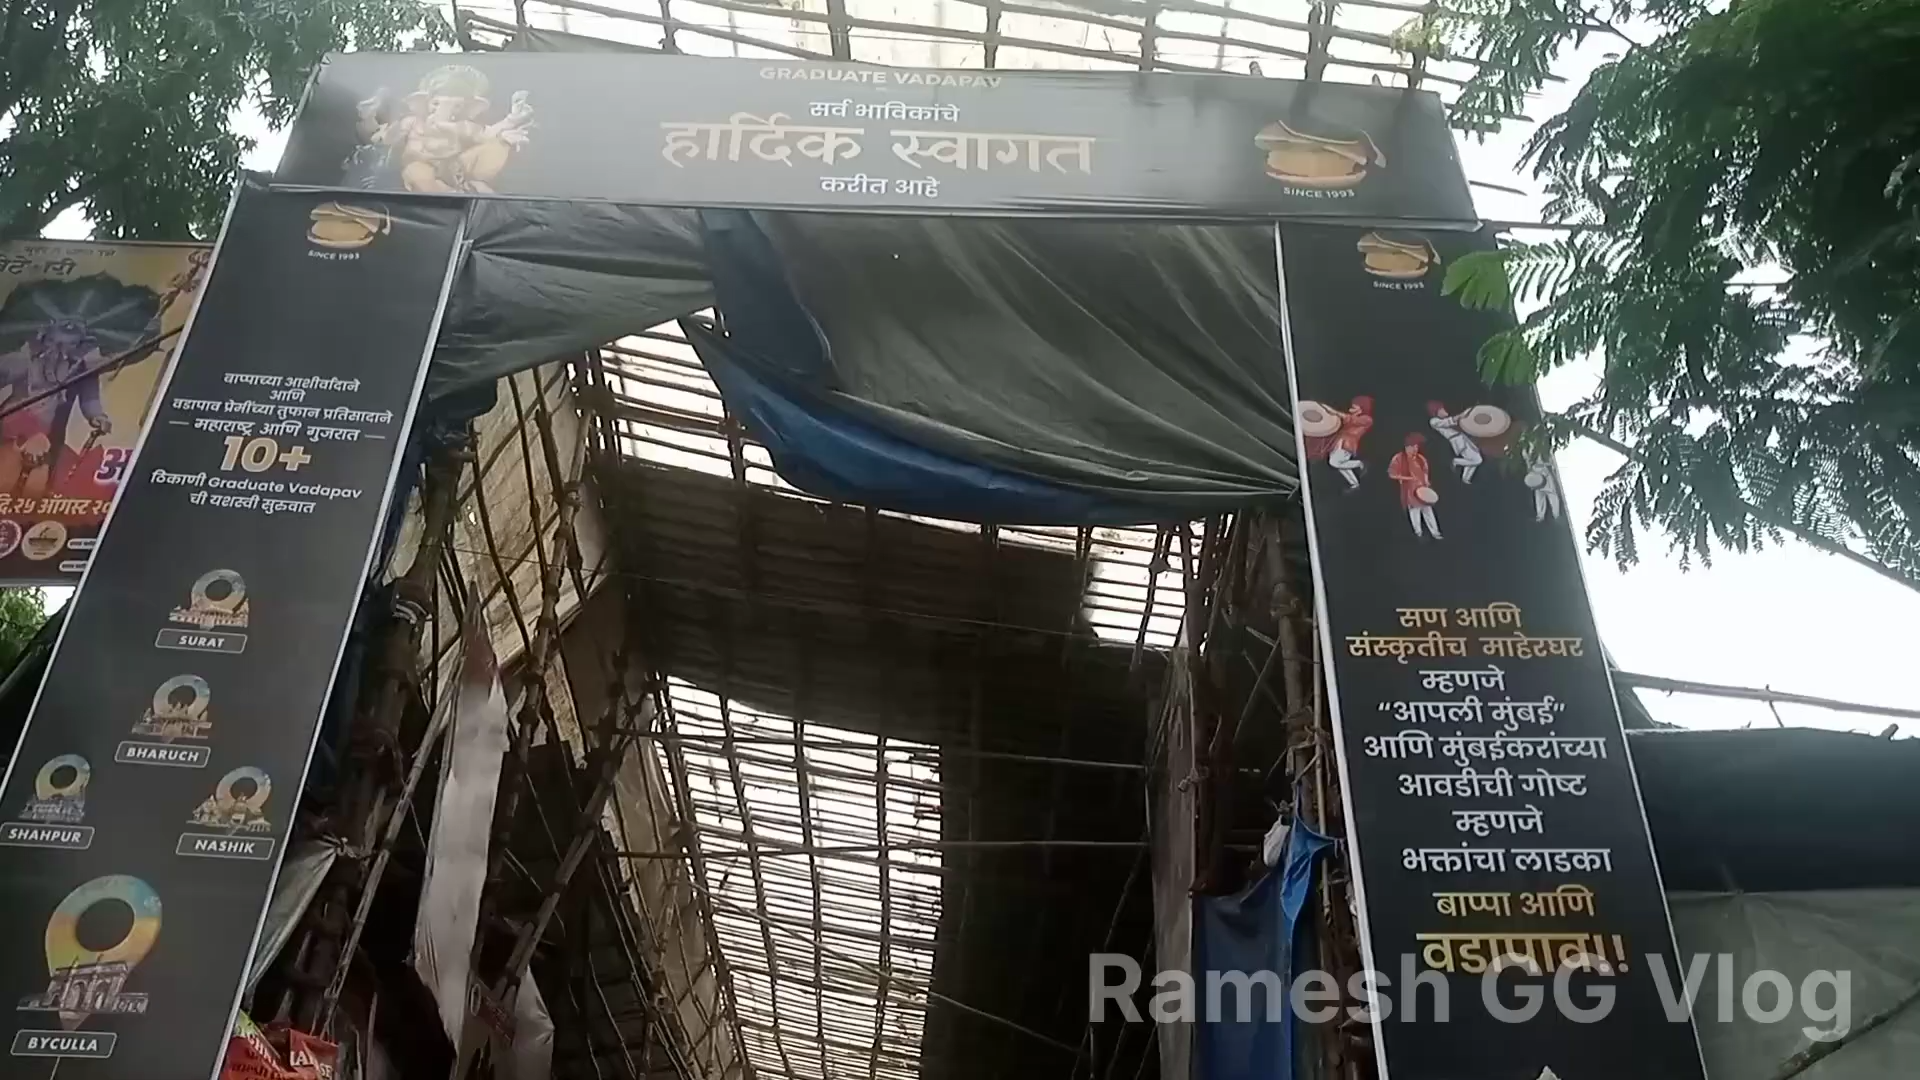 GRADUATE VADAPAV
सर्व भाविकांचे
हार्दिक स्वागत
करीत आहे
SINCE 1993
SINCE 1993
बाप्पाच्या आशीर्वादाने
आणि
वडापाव प्रेमींच्या तुफान प्रतिसादाने
महाराष्ट्र आणि गुजरात
10+
ठिकाणी Graduate Vadapav
ची यशस्वी सुरुवात
SURAT
BHARUCH
SHAHPUR
NASHIK
BYCULLA
SINCE 1993
सण आणि
संस्कृतीच माहेरघर
म्हणजे
“आपली मुंबई”
आणि मुंबईकरांच्या
आवडीची गोष्ट
म्हणजे
भक्तांचा लाडका
बाप्पा आणि
वडापाव!!
दि.२५ ऑगस्ट
Ramesh GG Vlog